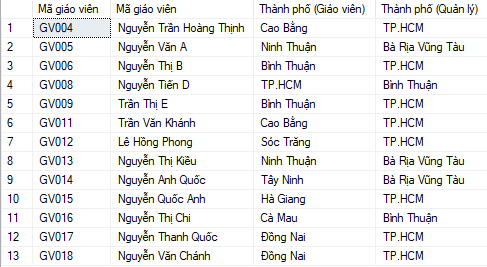 Mã giáo viên Mã giáo viên Thành phố (Giáo viên) Thành phố (Quản lý)
1 GV004 Nguyễn Trần Hoàng Thịnh Cao Bằng TP.HCM
2 GV005 Nguyễn Văn A Ninh Thuận Bà Rịa Vũng Tàu
3 GV006 Nguyễn Thị B Bình Thuận TP.HCM
4 GV008 Nguyễn Tiến D TP.HCM Bình Thuận
5 GV009 Trần Thị E Bình Thuận TP.HCM
6 GV011 Trần Văn Khánh Cao Bằng TP.HCM
7 GV012 Lê Hồng Phong Sóc Trăng TP.HCM
8 GV013 Nguyễn Thị Kiều Ninh Thuận Bà Rịa Vũng Tàu
9 GV014 Nguyễn Anh Quốc Tây Ninh Bà Rịa Vũng Tàu
10 GV015 Nguyễn Quốc Anh Hà Giang TP.HCM
11 GV016 Nguyễn Thị Chi Cà Mau Bình Thuận
12 GV017 Nguyễn Thanh Quốc Đồng Nai TP.HCM
13 GV018 Nguyễn Văn Chánh Đồng Nai TP.HCM